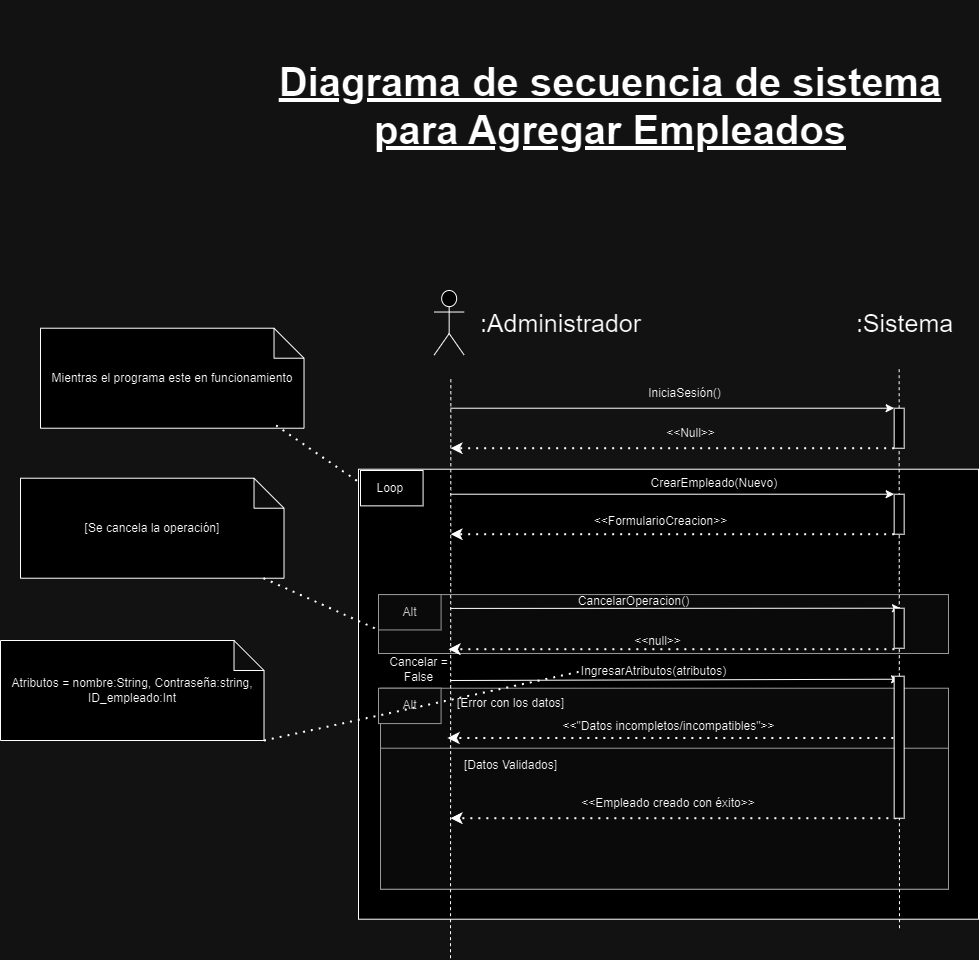 Diagrama de secuencia de sistema
para Agregar Empleados
:Administrador
:Sistema
Mientras el programa este en funcionamiento
IniciaSesión()
<<Null>>
Loop
CrearEmpleado(Nuevo)
<<FormularioCreacion>>
[Se cancela la operación]
Alt
CancelarOperacion()
<<null>>
Cancelar =
False
IngresarAtributos(atributos)
Atributos = nombre:String, Contraseña:string,
ID_empleado:Int
Alt
[Error con los datos]
<<"Datos incompletos/incompatibles">>
[Datos Validados]
<<Empleado creado con éxito>>